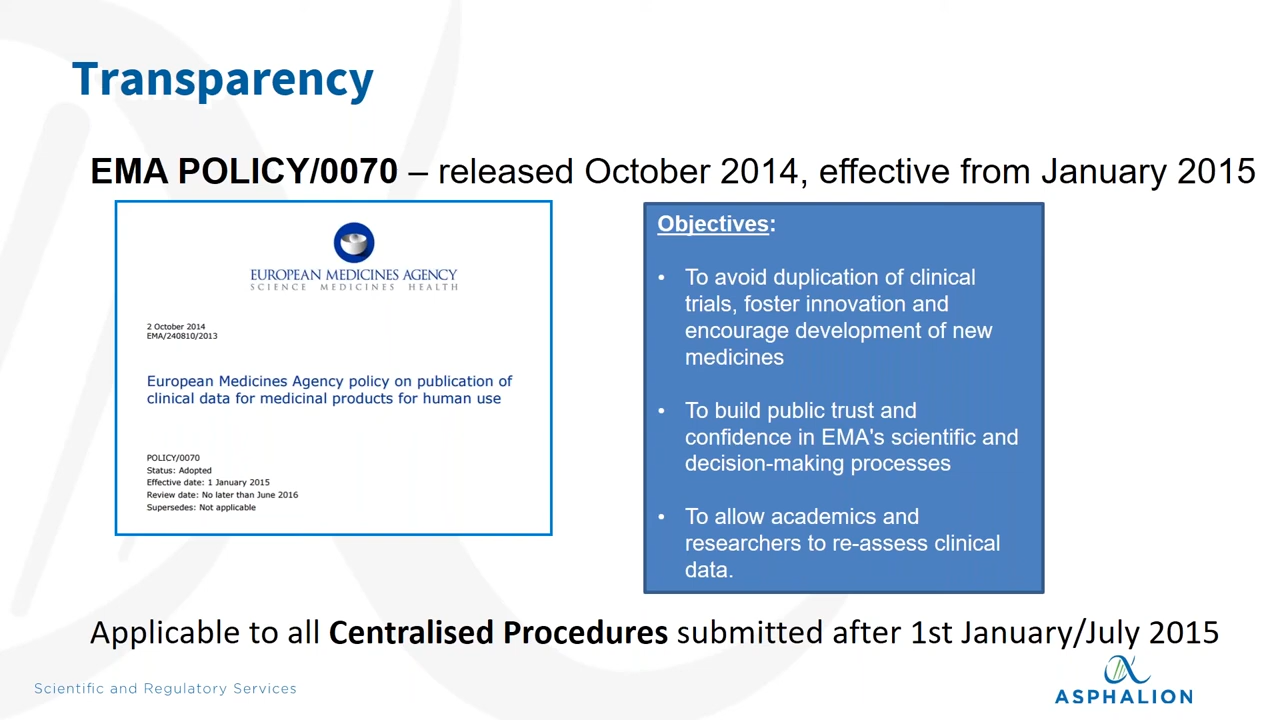 Transparency
EMA POLICY/0070 – released October 2014, effective from January 2015
EUROPEAN MEDICINES AGENCY
SCIENCE MEDICINES HEALTH
2 October 2014
EMA/240810/2013
European Medicines Agency policy on publication of
clinical data for medicinal products for human use
POLICY/0070
Status: Adopted
Effective date: 1 January 2015
Review date: No later than June 2016
Supersedes: Not applicable
Objectives:
• To avoid duplication of clinical
trials, foster innovation and
encourage development of new
medicines
• To build public trust and
confidence in EMA's scientific and
decision-making processes
• To allow academics and
researchers to re-assess clinical
data.
Applicable to all Centralised Procedures submitted after 1st January/July 2015
Scientific and Regulatory Services
ASPHALION